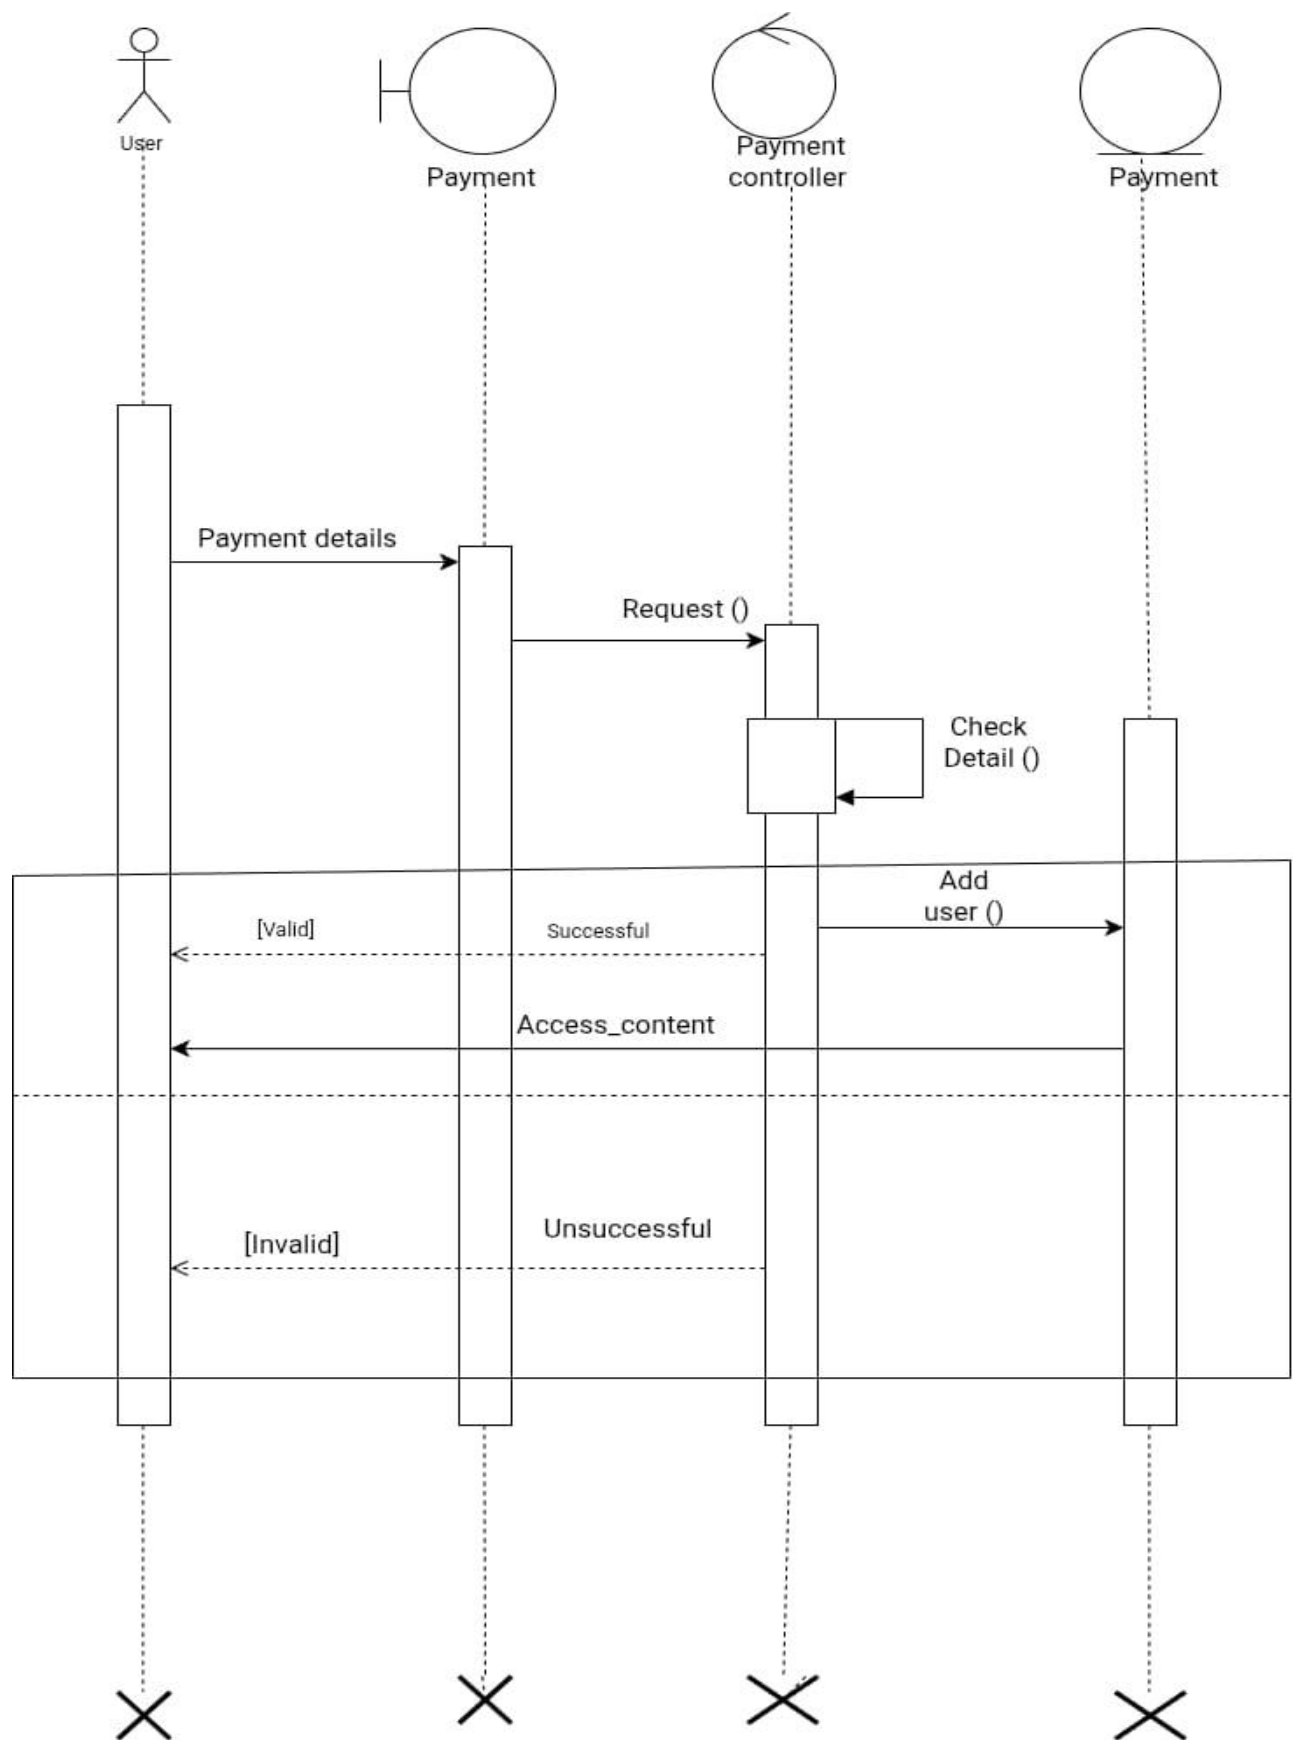 User
Payment
Payment
controller
Payment
Payment details
Request ()
Check
Detail ()
Add
user ()
[Valid]
Successful
Access_content
Unsuccessful
[Invalid]